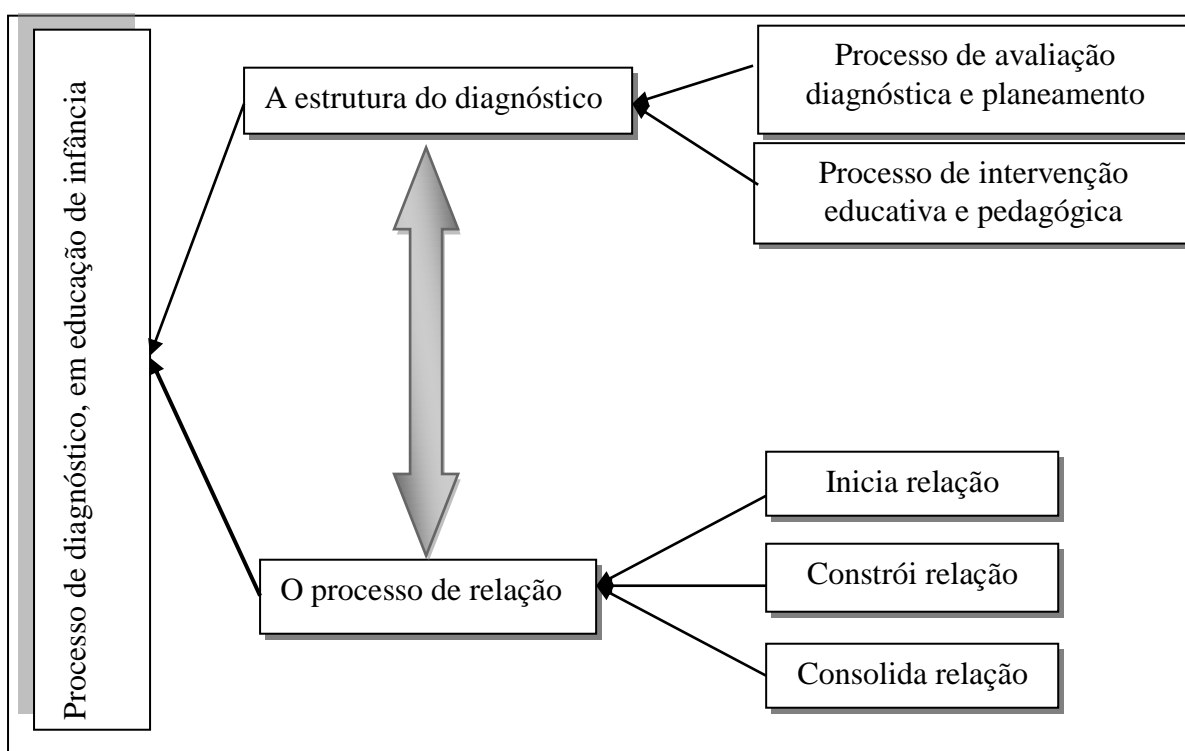 Processo de diagnóstico, em educação de infância
A estrutura do diagnóstico
Processo de avaliação
diagnóstica e planeamento
Processo de intervenção
educativa e pedagógica
O processo de relação
Inicia relação
Constrói relação
Consolida relação